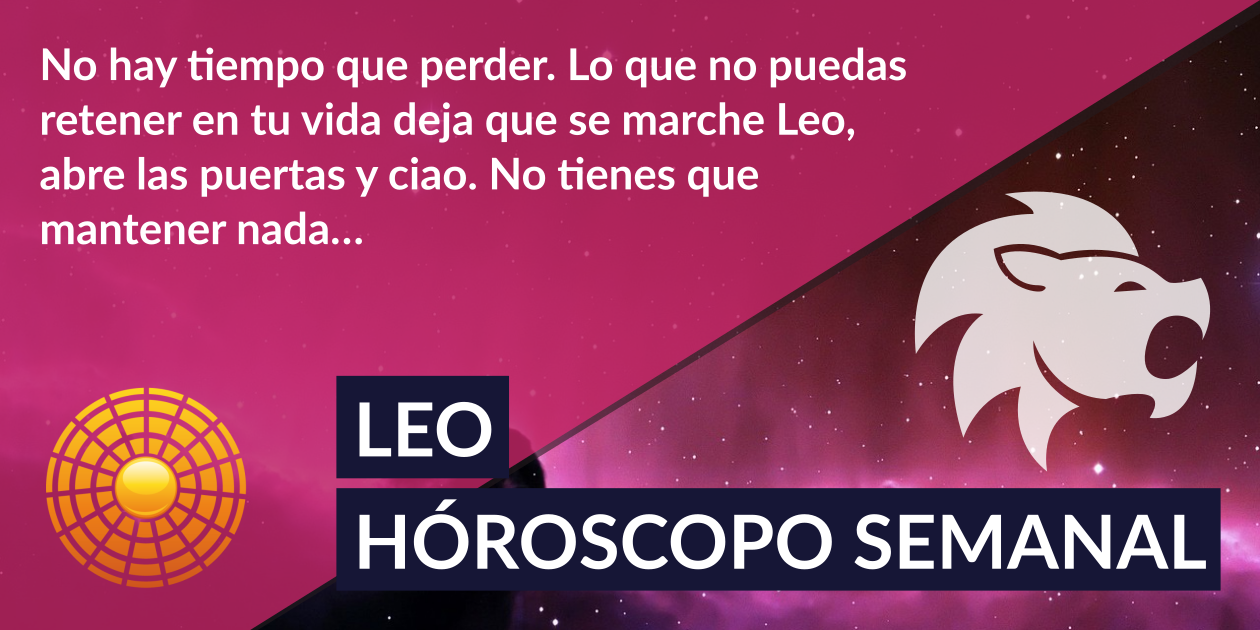 No hay tiempo que perder. Lo que no puedas
retener en tu vida deja que se marche Leo,
abre las puertas y ciao. No tienes que
mantener nada...
LEO
HÓROSCOPO SEMANAL